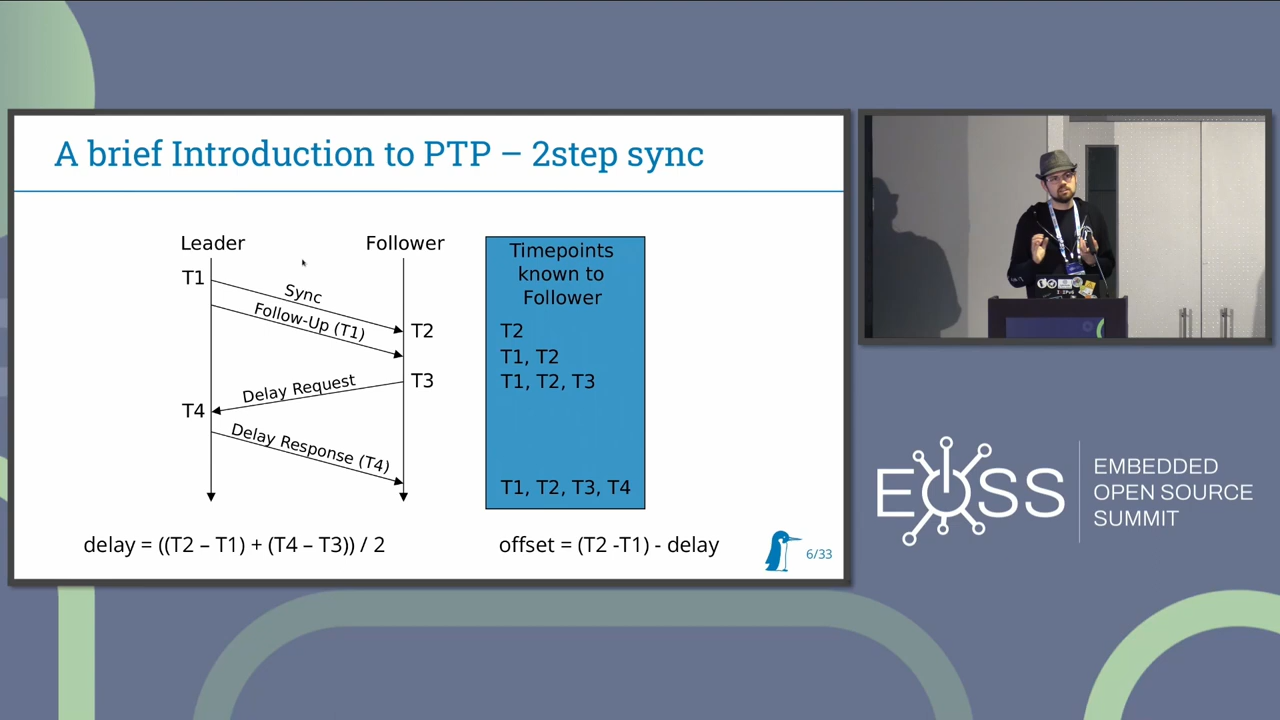 A brief Introduction to PTP – 2step sync
Leader
Follower
T1
Sync
Follow-Up (T1)
T2
Delay Request
T3
T4
Delay Response (T4)
Timepoints
known to
Follower
T2
T1, T2
T1, T2, T3
T1, T2, T3, T4
delay = ((T2 – T1) + (T4 – T3)) / 2
offset = (T2 -T1) - delay
6/33
EOSS
EMBEDDED
OPEN SOURCE
SUMMIT